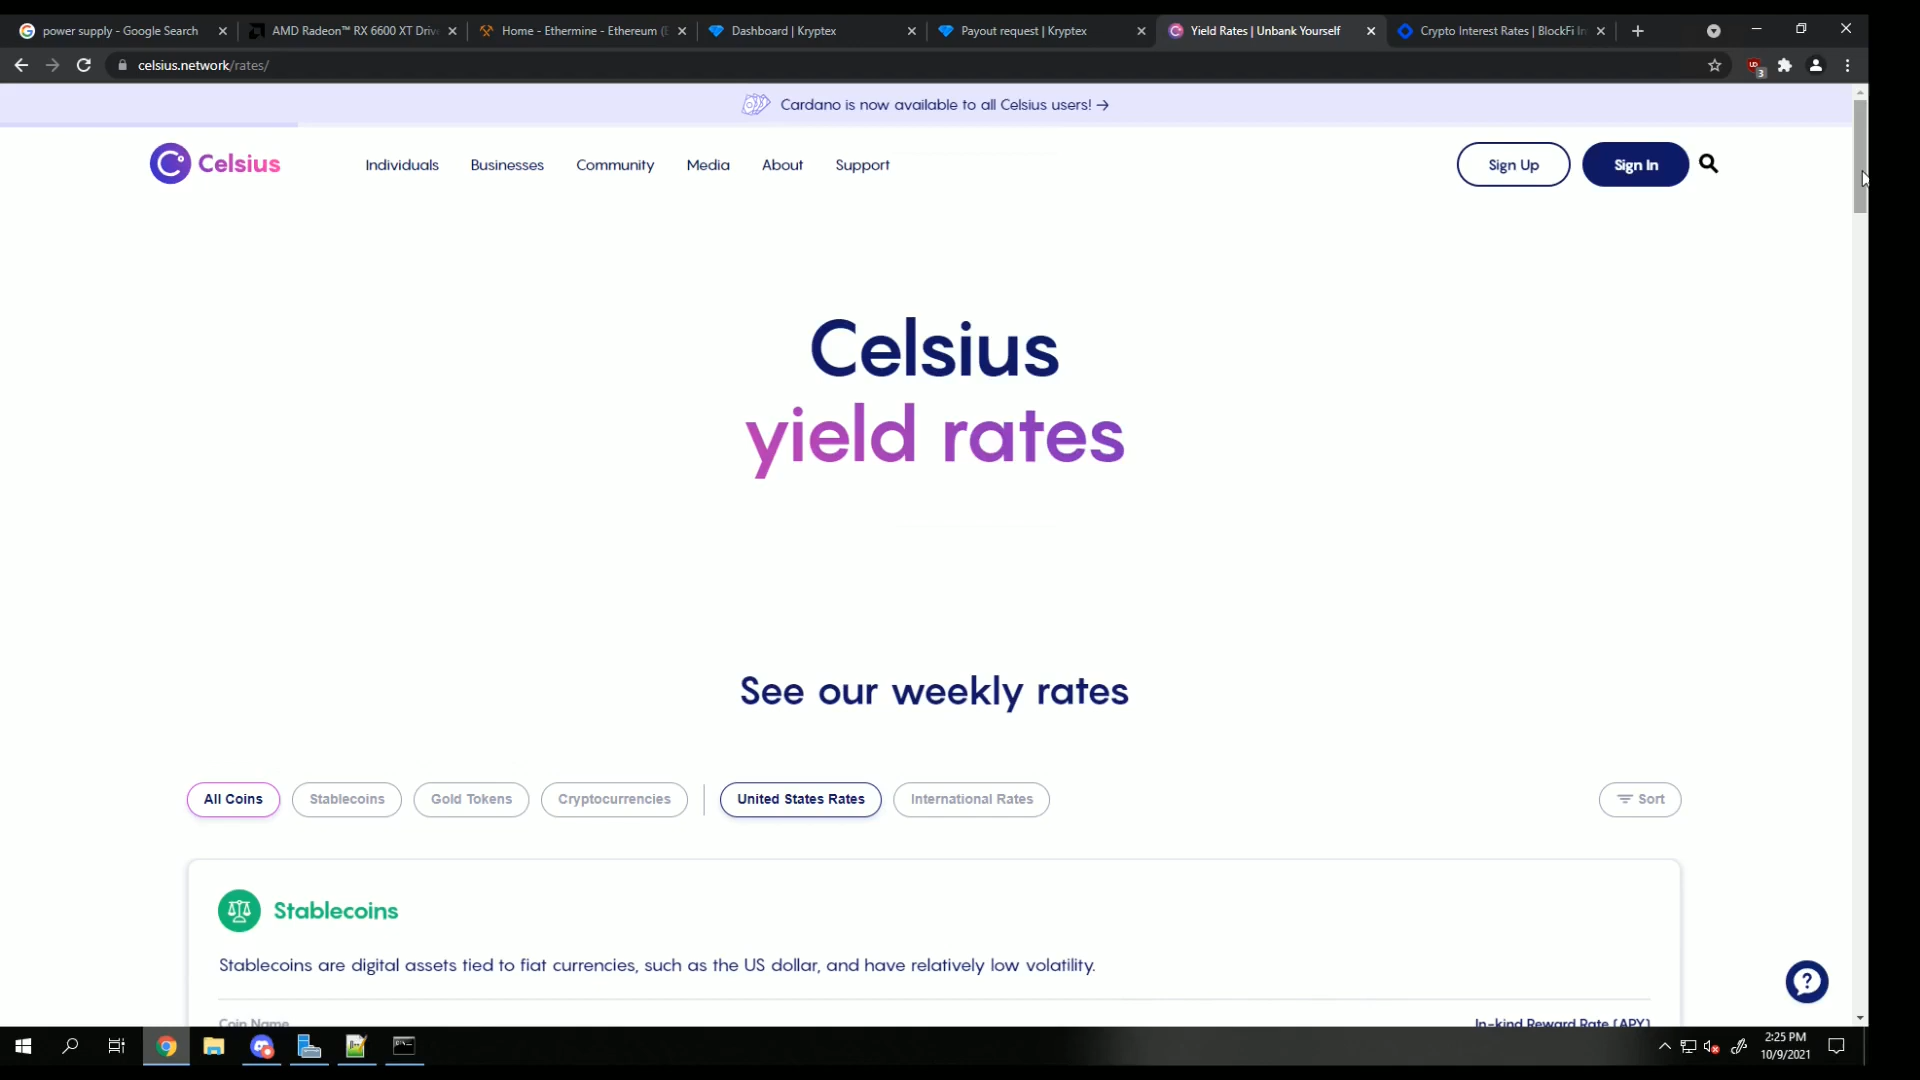 power supply - Google Search
AMD Radeon™ RX 6600 XT Drive
Home - Ethermine - Ethereum (E
Dashboard | Kryptex
Payout request | Kryptex
Yield Rates | Unbank Yourself
Crypto Interest Rates | BlockFi In
celsius.network/rates/
3
Cardano is now available to all Celsius users! →
Celsius
Individuals
Businesses
Community
Media
About
Support
Sign Up
Sign In
Celsius
yield rates
See our weekly rates
All Coins
Stablecoins
Gold Tokens
Cryptocurrencies
United States Rates
International Rates
Sort
Stablecoins
Stablecoins are digital assets tied to fiat currencies, such as the US dollar, and have relatively low volatility.
Coin Name
In-kind Reward Rate (APY)
?
2:25 PM
10/9/2021